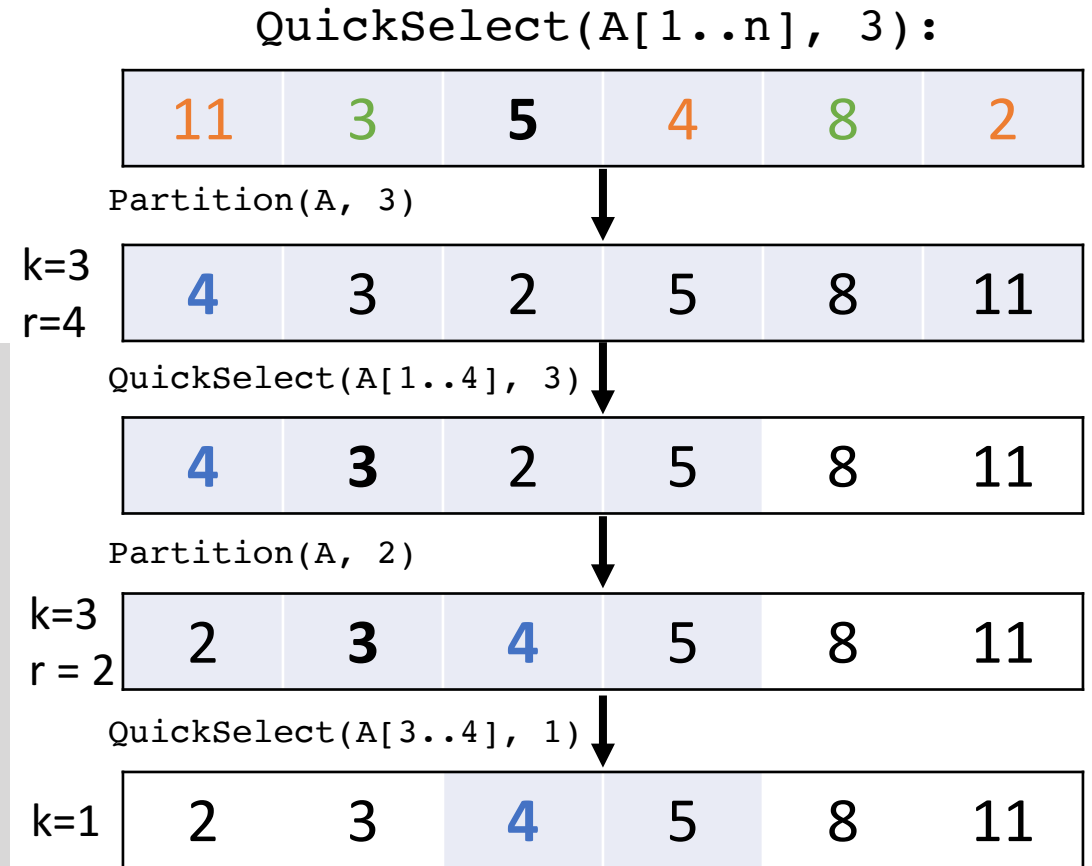 QuickSelect(A[1..n], 3):
11 3 5 4 8 2
Partition(A, 3)
k=3
r=4
4 3 2 5 8 11
QuickSelect(A[1..4], 3)
4 3 2 5 8 11
Partition(A, 2)
k=3
r = 2
2 3 4 5 8 11
QuickSelect(A[3..4], 1)
k=1
2 3 4 5 8 11